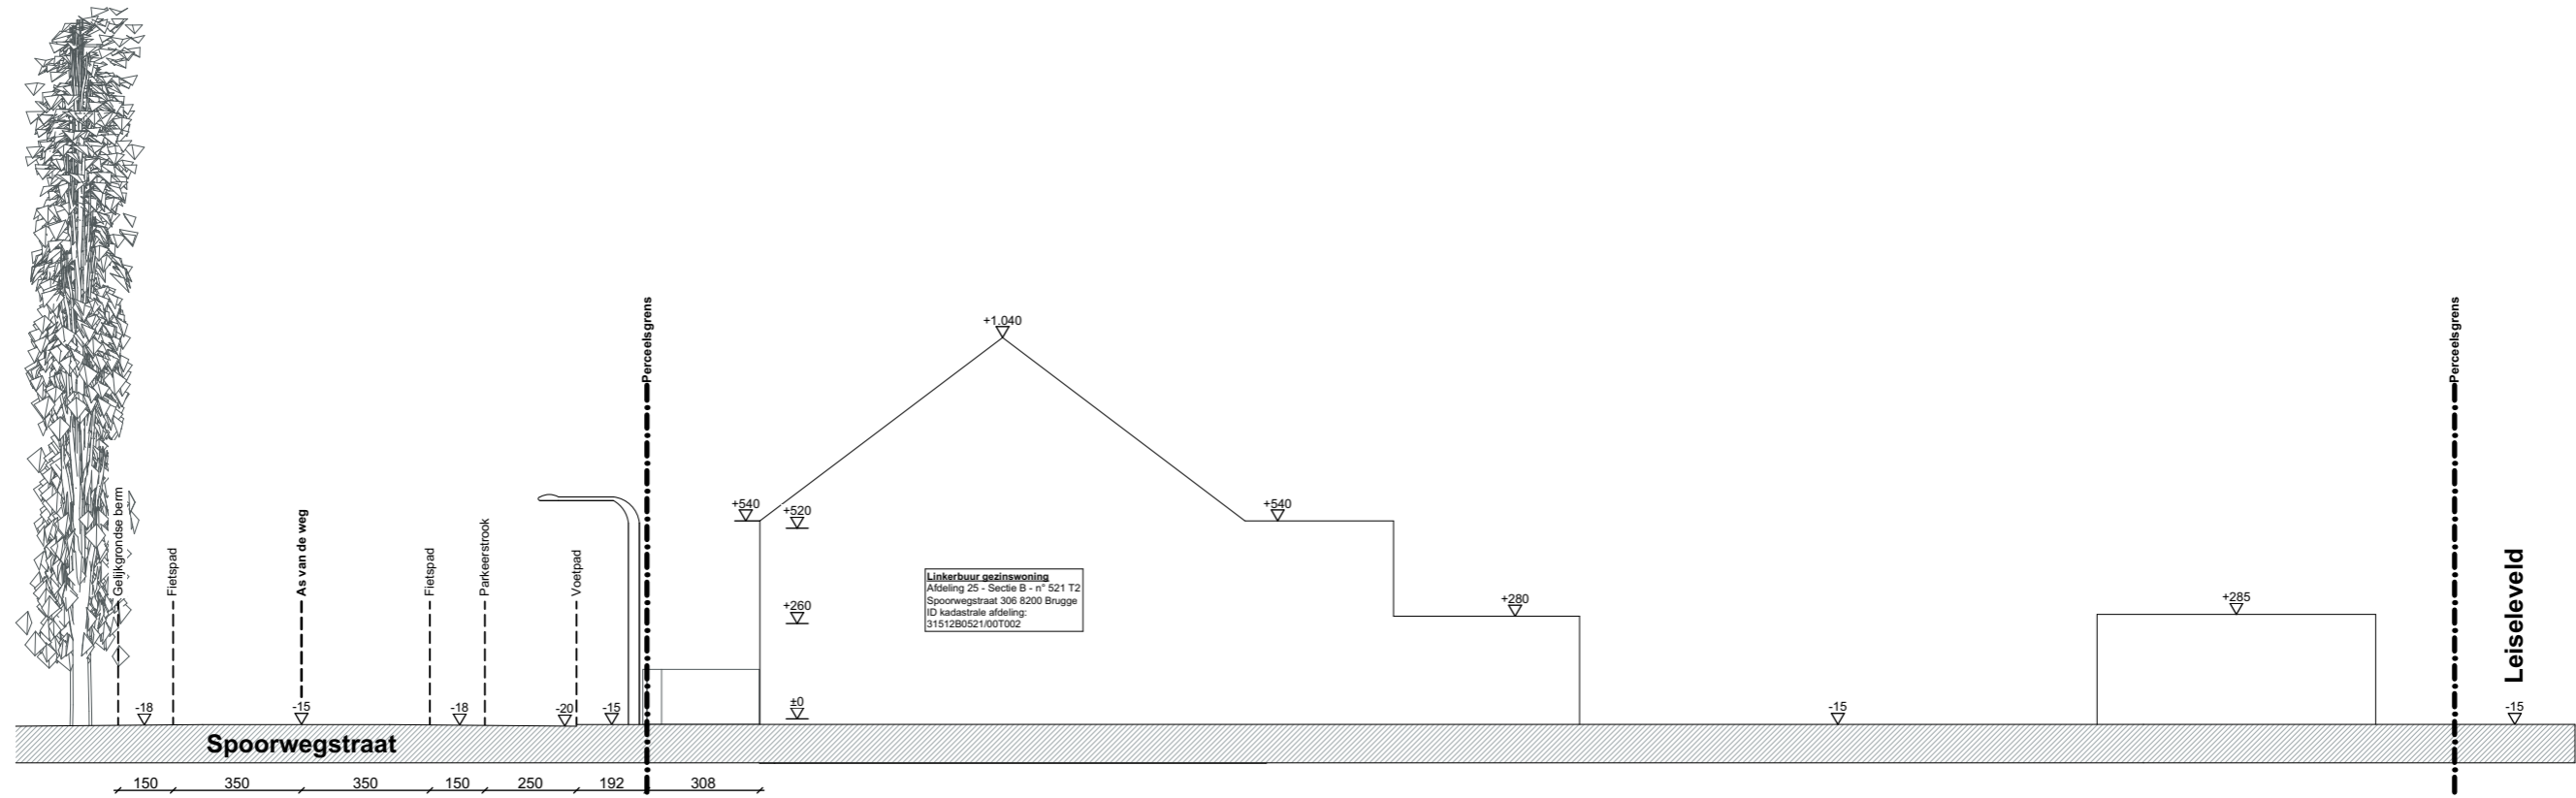 +1.040
Perceelsgrens
Perceelsgrens
Gelijkgrondse berm
Fietspad
As van de weg
Fietspad
Parkeerstrook
Voetpad
+540
+520
+540
Linkerbuur gezinswoning
Afdeling 25 - Sectie B - n° 521 T2
Spoorwegstraat 306 8200 Brugge
ID kadastrale afdeling:
31512B0521/00T002
+260
+280
+285
Leiseleveld
-18
-15
-18
-20
-15
±0
-15
-15
Spoorwegstraat
150
350
350
150
250
192
308